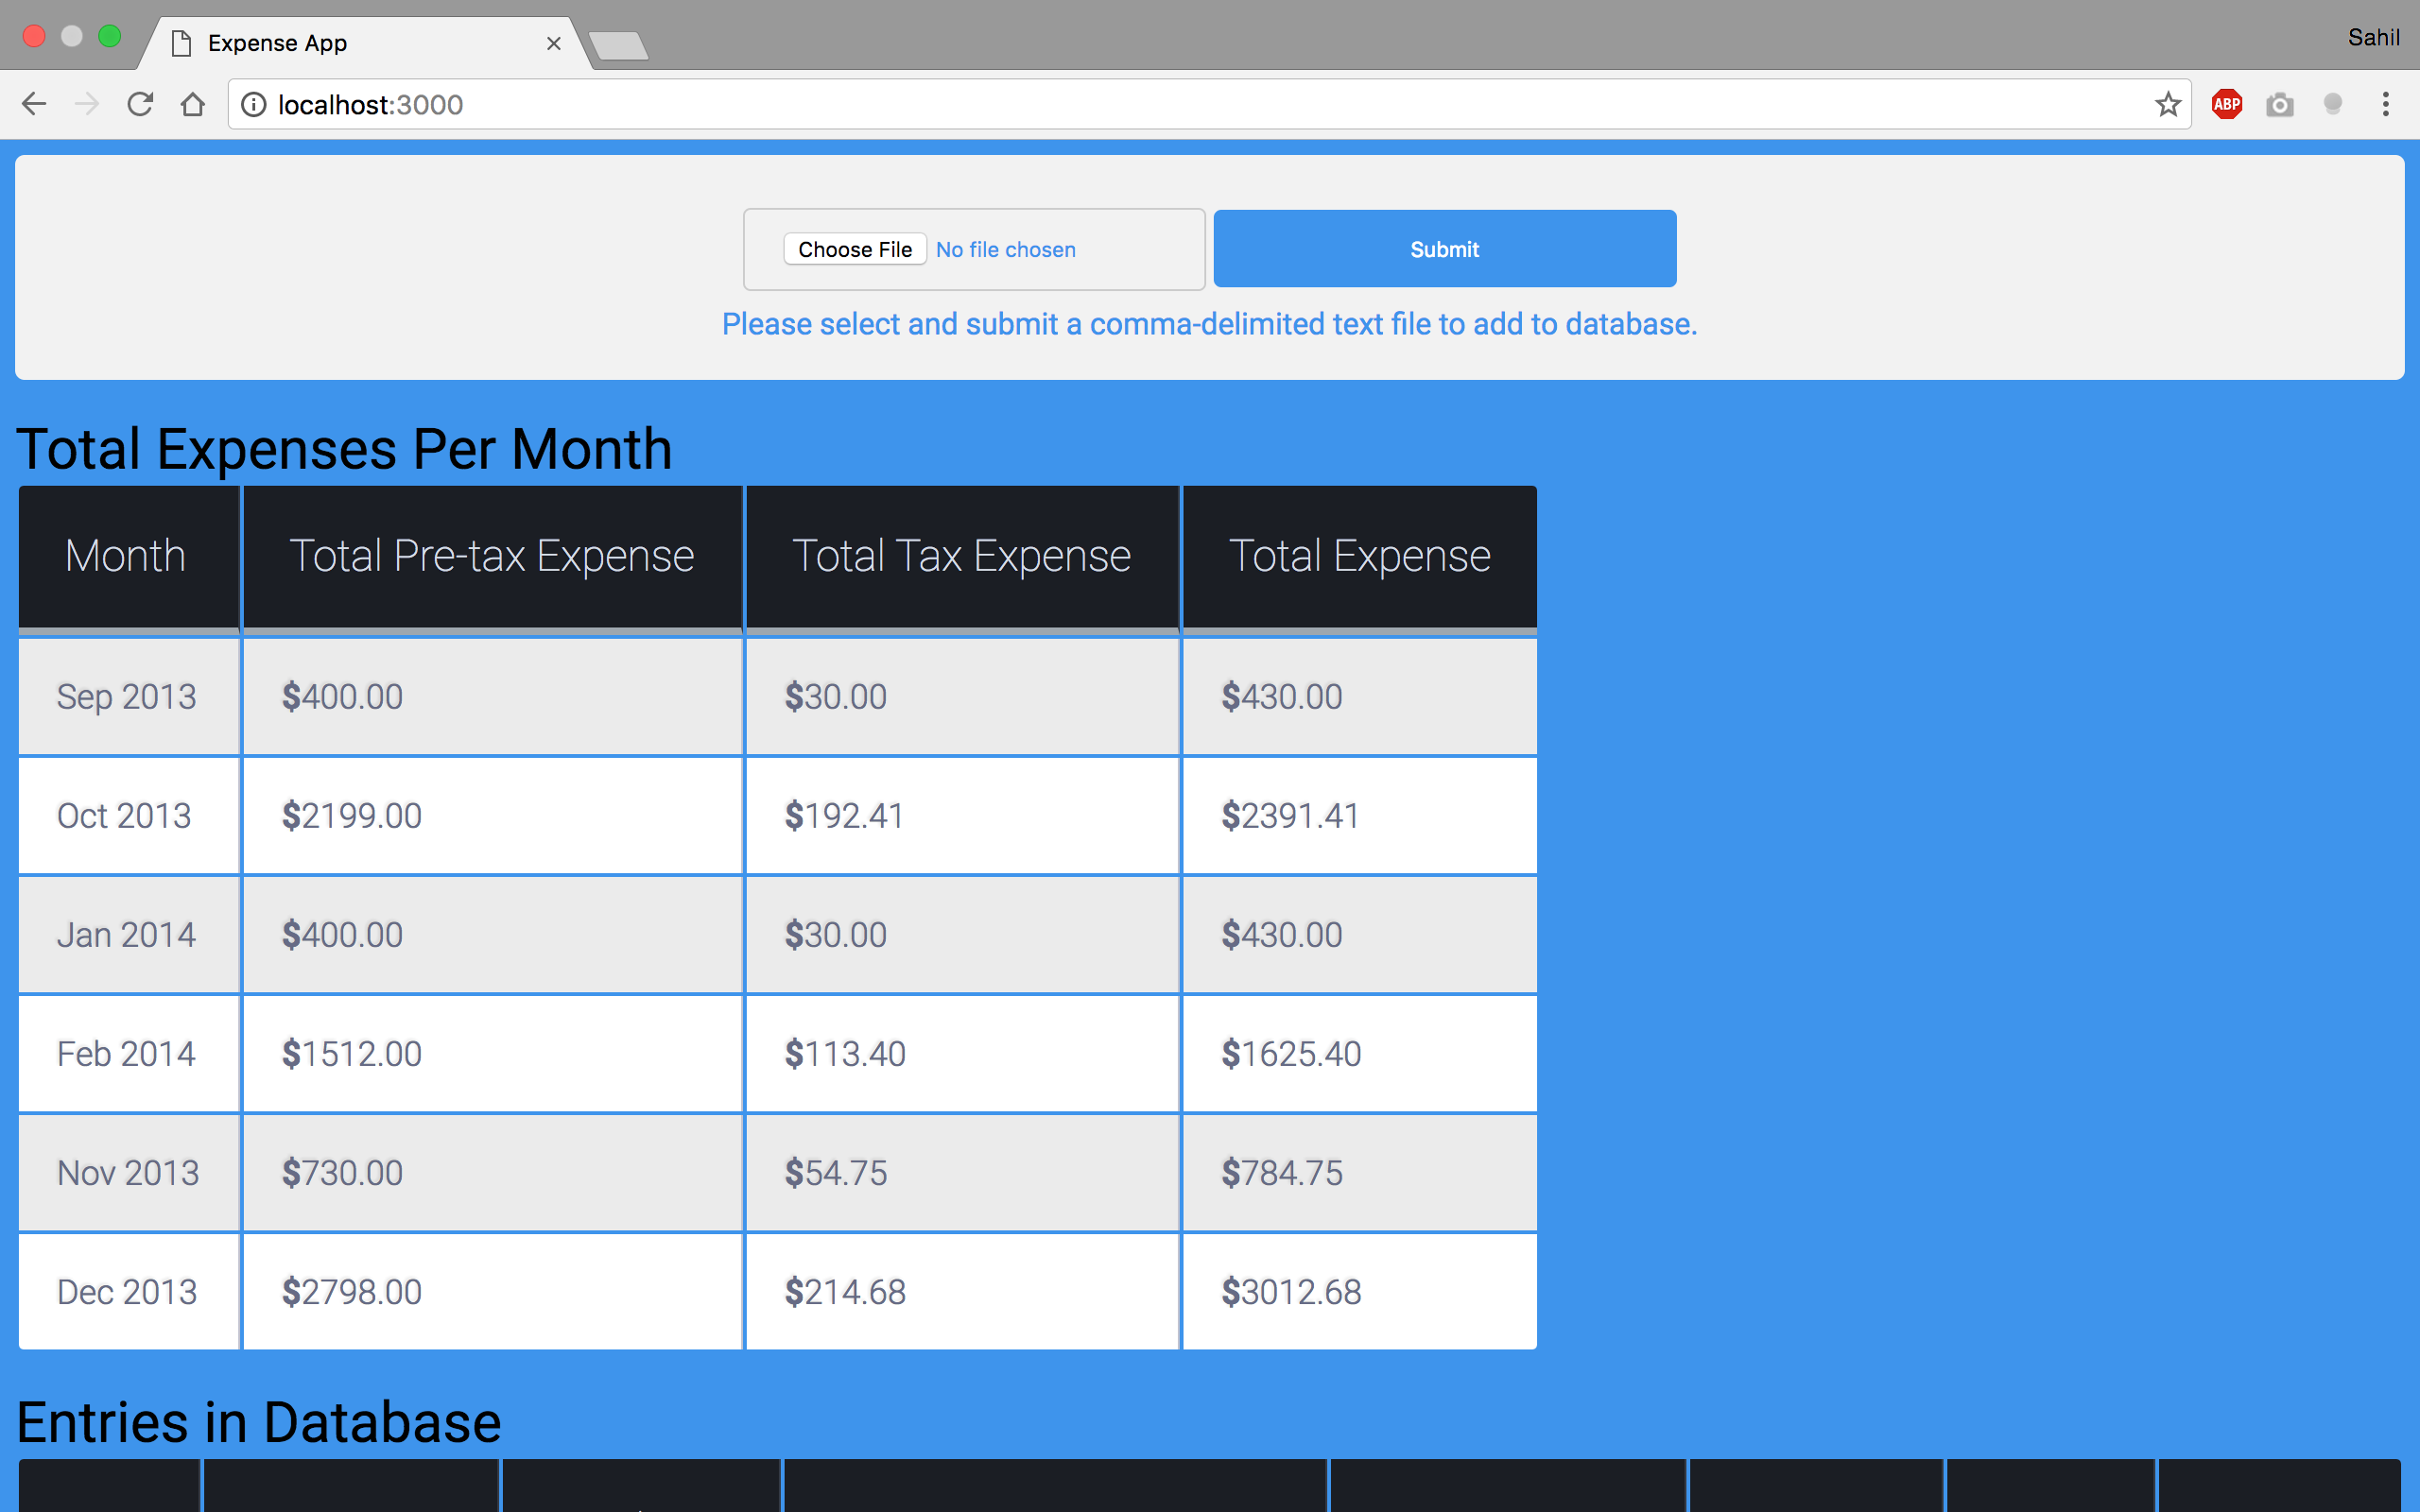 Expense App
Sahil
localhost:3000
ABP
Choose File No file chosen
Submit
Please select and submit a comma-delimited text file to add to database.
Total Expenses Per Month
Month Total Pre-tax Expense Total Tax Expense Total Expense
Sep 2013 $400.00 $30.00 $430.00
Oct 2013 $2199.00 $192.41 $2391.41
Jan 2014 $400.00 $30.00 $430.00
Feb 2014 $1512.00 $113.40 $1625.40
Nov 2013 $730.00 $54.75 $784.75
Dec 2013 $2798.00 $214.68 $3012.68
Entries in Database